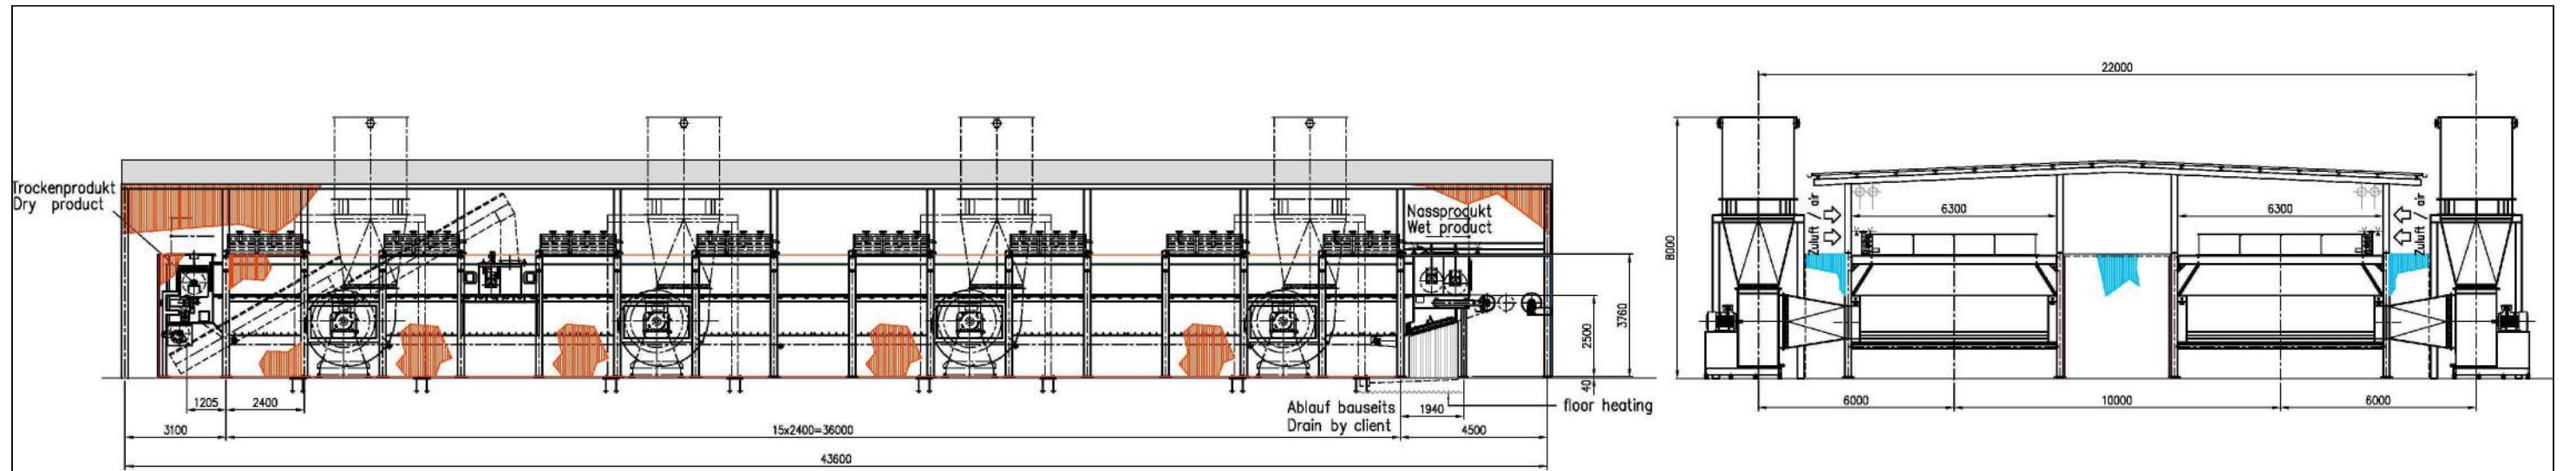 Trockenprodukt
Dry product
Nassprodukt
Wet product
3760
2500
40
1205
2400
Ablauf bauseits
Drain by client
1940
floor heating
3100
15x2400=36000
4500
43600
22000
8000
Zuluft / air
6300
6300
Zuluft / air
6000
10000
6000